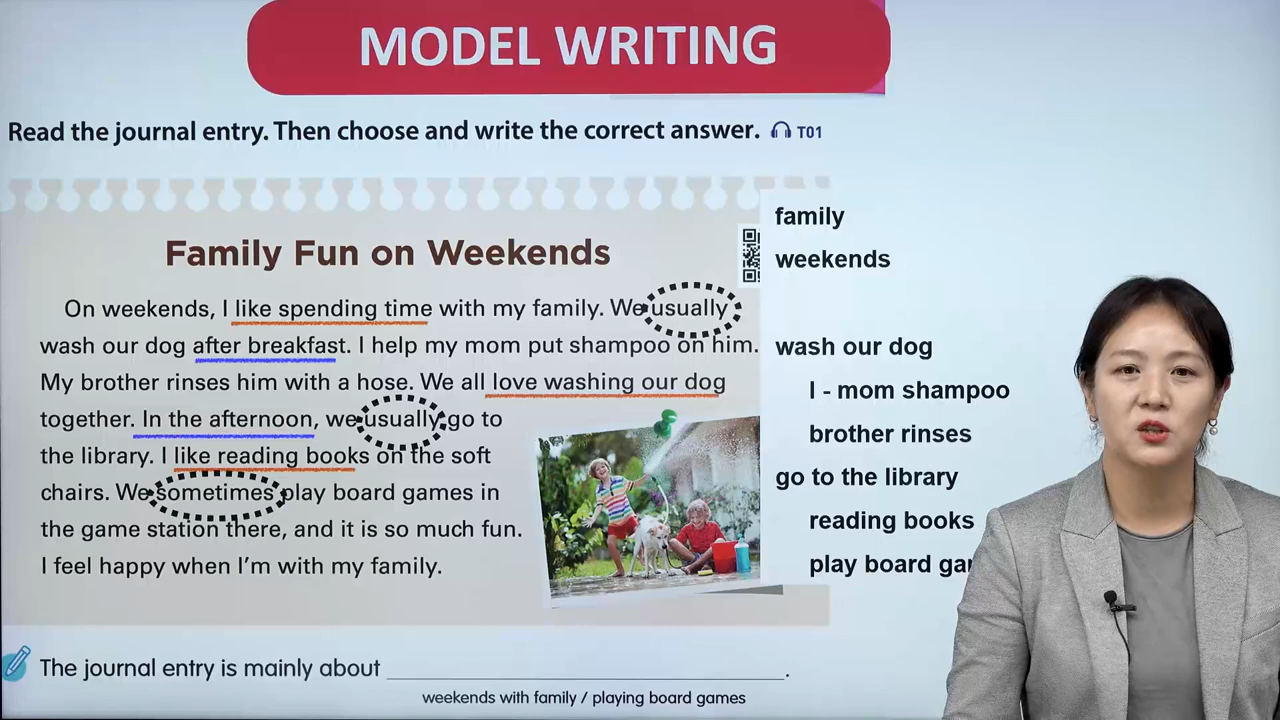 MODEL WRITING
Read the journal entry. Then choose and write the correct answer. T01
Family Fun on Weekends
On weekends, I like spending time with my family. We usually
wash our dog after breakfast. I help my mom put shampoo on him.
My brother rinses him with a hose. We all love washing our dog
together. In the afternoon, we usually go to
the library. I like reading books on the soft
chairs. We sometimes play board games in
the game station there, and it is so much fun.
I feel happy when I'm with my family.
family
weekends
wash our dog
I - mom shampoo
brother rinses
go to the library
reading books
play board
The journal entry is mainly about ____.
weekends with family / playing board games